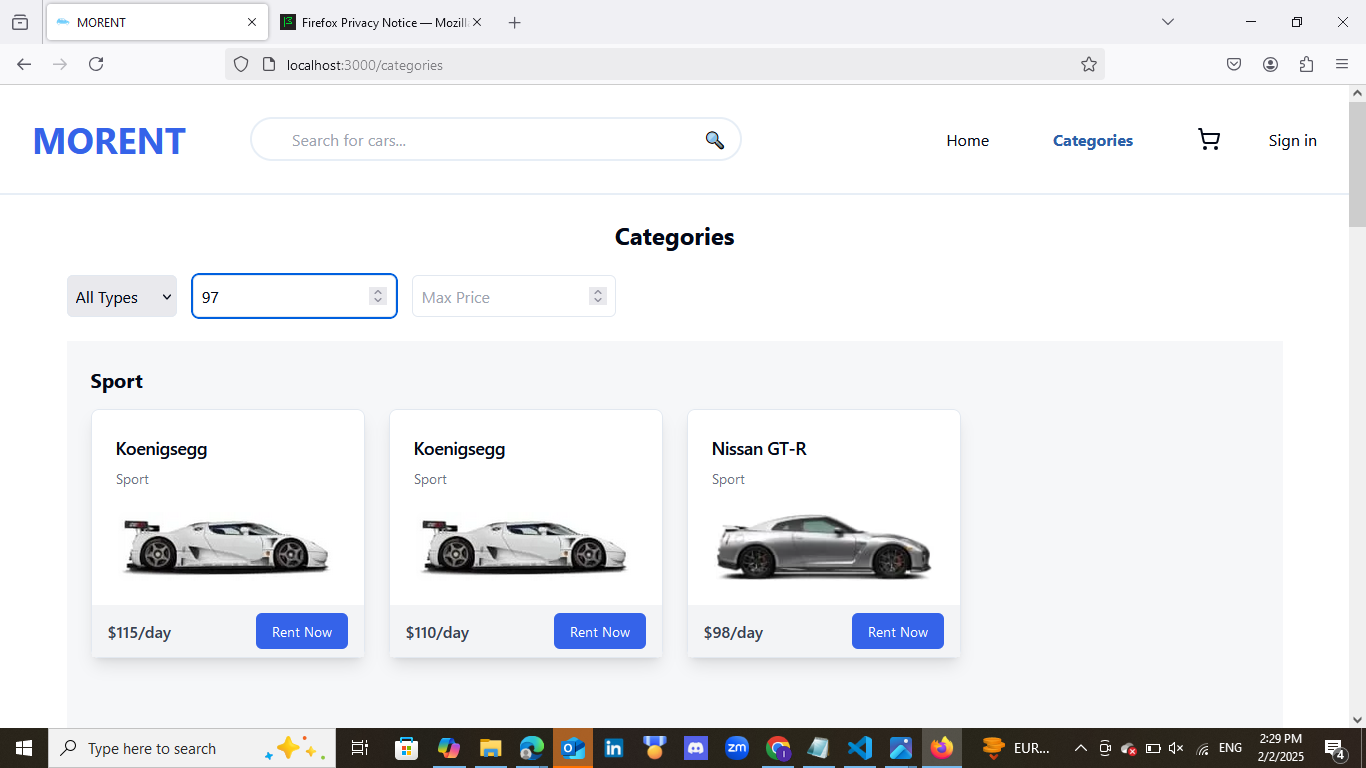 MORENT
Firefox Privacy Notice — Mozill
localhost:3000/categories
MORENT
Search for cars...
Home
Categories
Sign in
Categories
All Types
97
Max Price
Sport
Koenigsegg
Koenigsegg
Nissan GT-R
Sport
Sport
Sport
$115/day
Rent Now
$110/day
Rent Now
$98/day
Rent Now
Type here to search
in
zm
EUR...
ENG
2:29 PM
2/2/2025
4